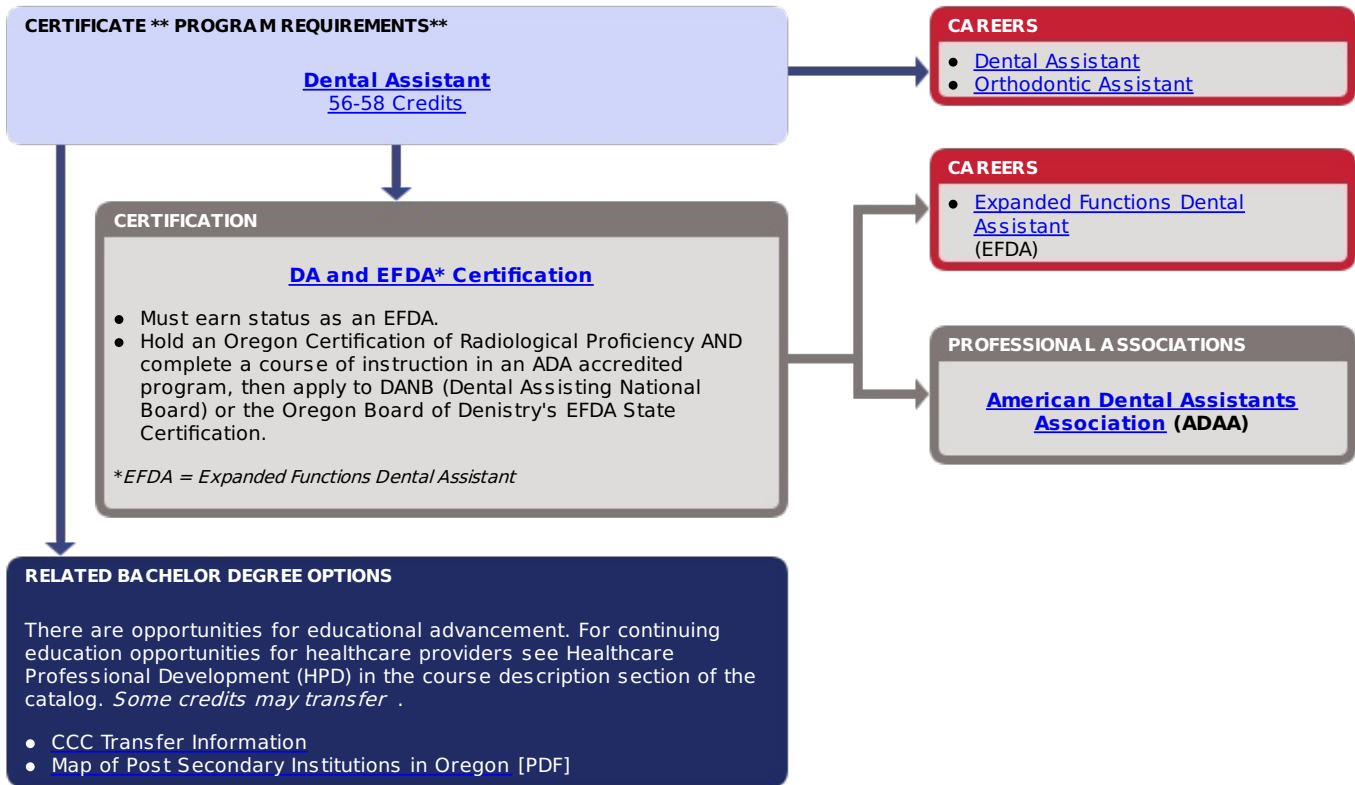 CERTIFICATE ** PROGRAM REQUIREMENTS**
Dental Assistant
56-58 Credits
CAREERS
● Dental Assistant
● Orthodontic Assistant
CAREERS
● Expanded Functions Dental
Assistant
(EFDA)
CERTIFICATION
DA and EFDA* Certification
● Must earn status as an EFDA.
● Hold an Oregon Certification of Radiological Proficiency AND
complete a course of instruction in an ADA accredited
program, then apply to DANB (Dental Assisting National
Board) or the Oregon Board of Denistry's EFDA State
Certification.
*EFDA = Expanded Functions Dental Assistant
PROFESSIONAL ASSOCIATIONS
American Dental Assistants
Association (ADAA)
RELATED BACHELOR DEGREE OPTIONS
There are opportunities for educational advancement. For continuing
education opportunities for healthcare providers see Healthcare
Professional Development (HPD) in the course description section of the
catalog. Some credits may transfer .
● CCC Transfer Information
● Map of Post Secondary Institutions in Oregon [PDF]